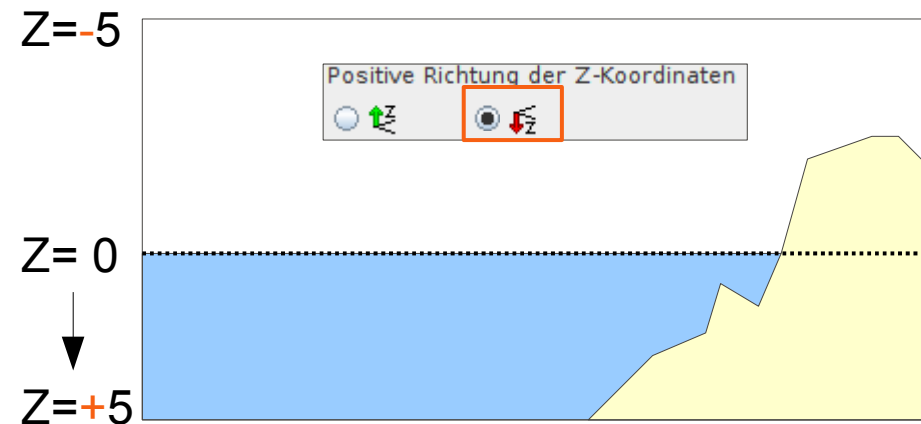 Z=-5
Positive Richtung der Z-Koordinaten
Z
Z
Z= 0
Z=+5